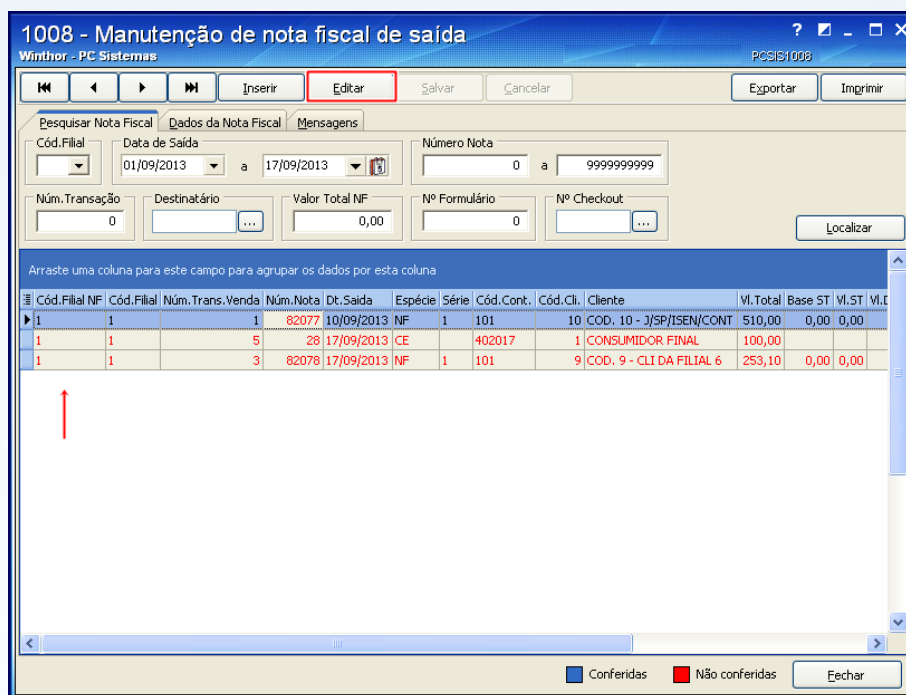 1008 - Manutenção de nota fiscal de saída
Winthor - PC Sistemas
PCSIS1008
Inserir Editar Salvar Cancelar Exportar Imprimir
Pesquisar Nota Fiscal Dados da Nota Fiscal Mensagens
Cód.Filial Data de Saída Número Nota
01/09/2013 a 17/09/2013 0 a 9999999999
Núm.Transação Destinatário Valor Total NF Nº Formulário Nº Checkout
0 ... 0,00 0 ... Localizar
Arraste uma coluna para este campo para agrupar os dados por esta coluna
Cód.Filial NF Cód.Filial Núm.Trans.Venda Núm.Nota Dt.Saida Espécie Série Cód.Cont. Cód.Cli. Cliente Vl.Total Base ST Vl.ST
1 1 1 82077 10/09/2013 NF 1 101 10 COD. 10 - J/SP/ISEN/CONT 510,00 0,00 0,00
1 1 5 28 17/09/2013 CE 402017 1 CONSUMIDOR FINAL 100,00
1 1 3 82078 17/09/2013 NF 1 101 9 COD. 9 - CLI DA FILIAL 6 253,10 0,00 0,00
Conferidas Não conferidas Fechar